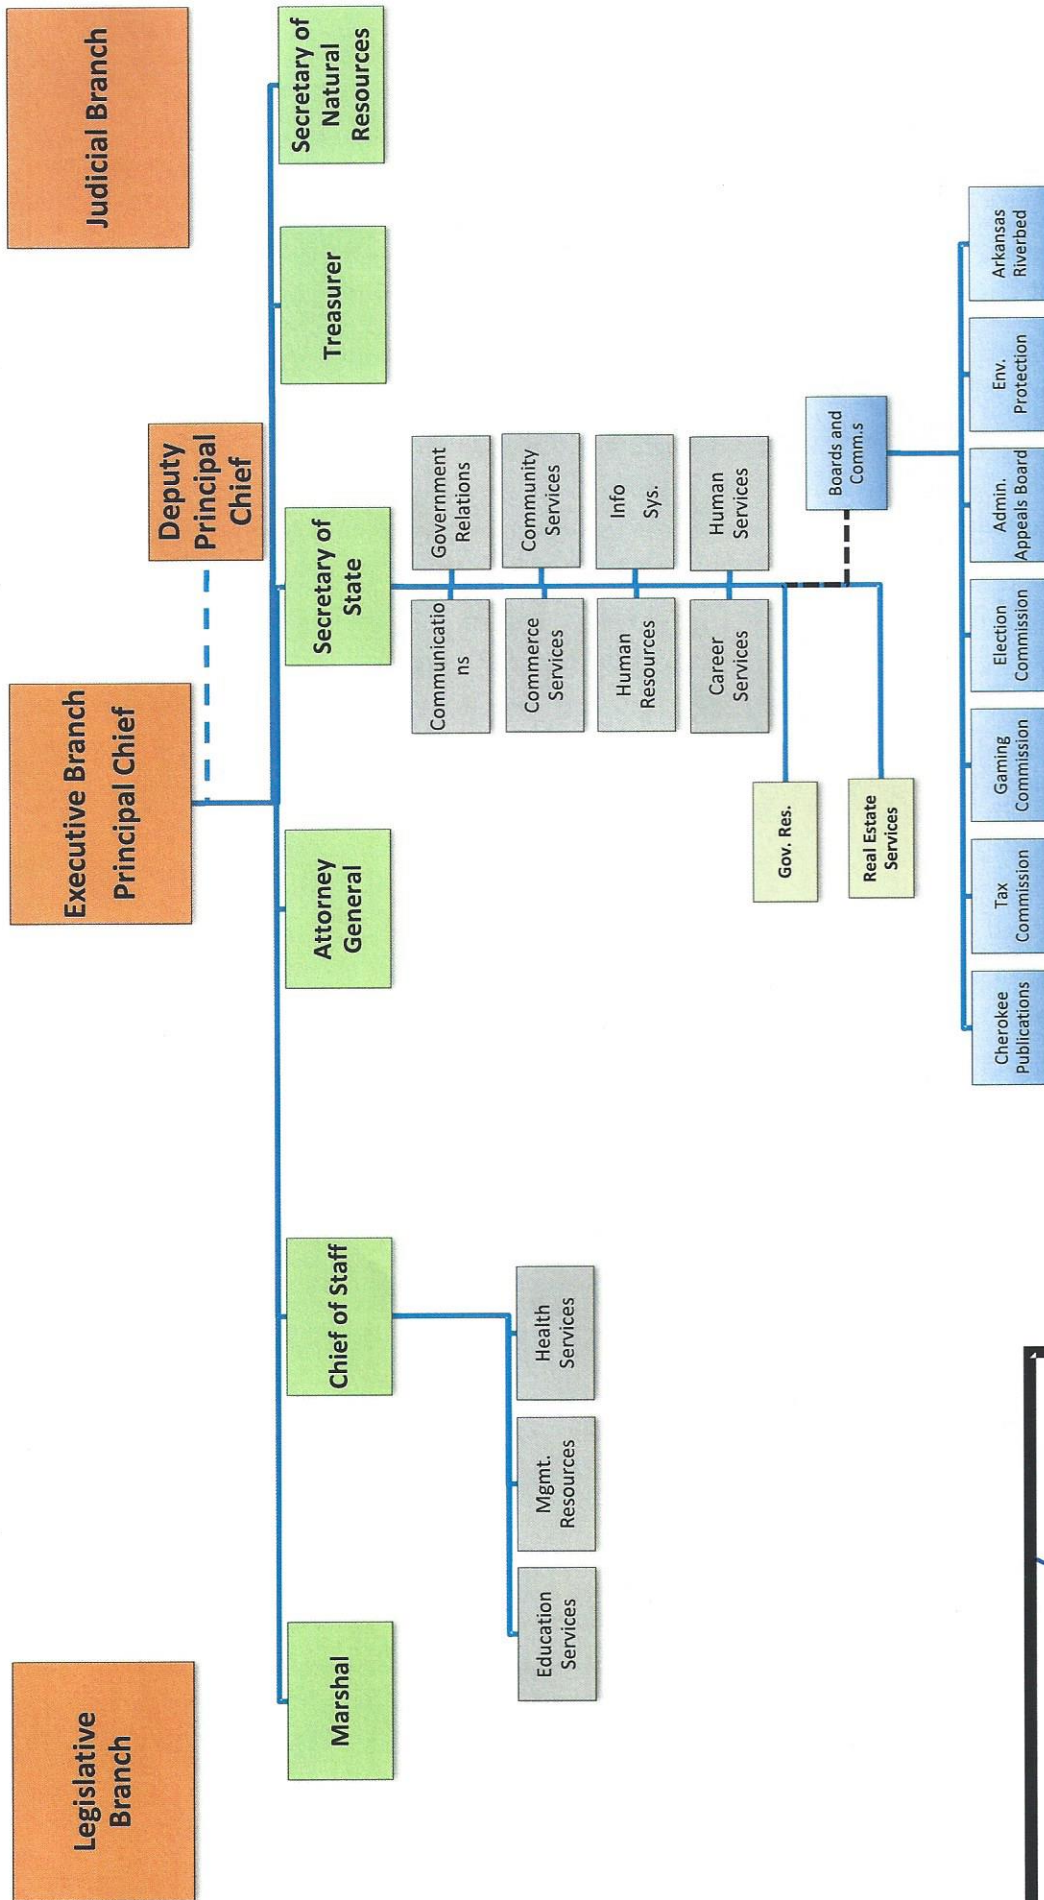 Legislative
Branch
Executive Branch
Principal Chief
Judicial Branch
Deputy
Principal
Chief
Marshal
Chief of Staff
Attorney
General
Secretary of
State
Treasurer
Secretary of
Natural
Resources
Education
Services
Mgmt.
Resources
Health
Services
Communicatio
ns
Government
Relations
Commerce
Services
Community
Services
Human
Resources
Info
Sys.
Career
Services
Human
Services
Gov. Res.
Real Estate
Services
Boards and
Comm.s
Cherokee
Publications
Tax
Commission
Gaming
Commission
Election
Commission
Admin.
Appeals Board
Env.
Protection
Arkansas
Riverbed